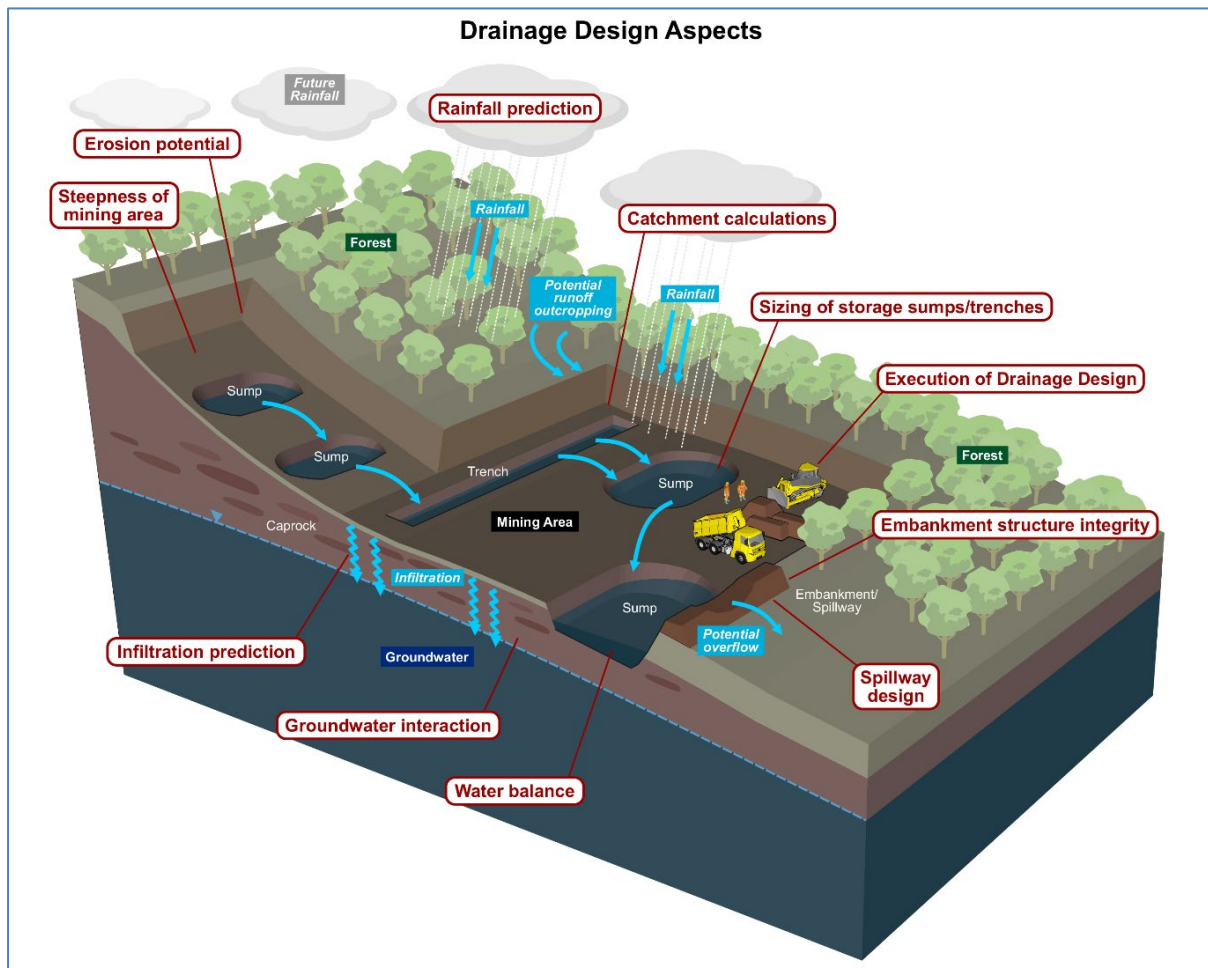 Drainage Design Aspects
Future
Rainfall
Rainfall prediction
Erosion potential
Steepness of
mining area
Rainfall
Catchment calculations
Forest
Potential
runoff
outcropping
Rainfall
Sizing of storage sumps/trenches
Execution of Drainage Design
Sump
Sump
Trench
Sump
Forest
Mining Area
Caprock
Embankment structure integrity
Infiltration
Sump
Embankment/
Spillway
Potential
overflow
Infiltration prediction
Groundwater
Spillway
design
Groundwater interaction
Water balance